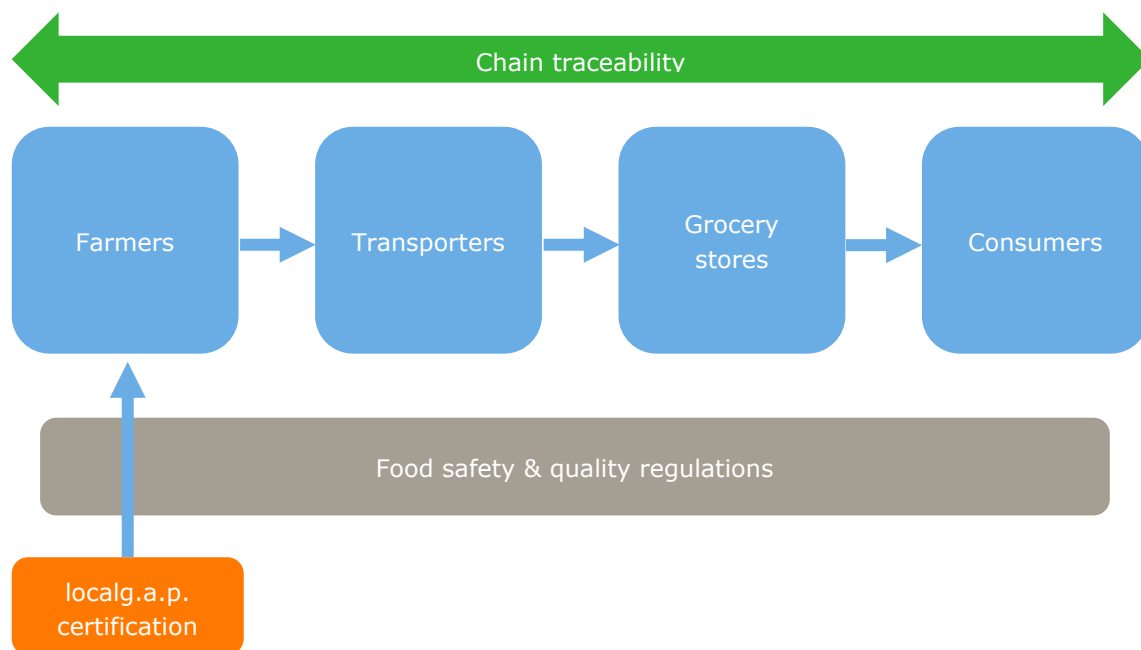 Chain traceability
Farmers
Transporters
Grocery
stores
Consumers
Food safety & quality regulations
localg.a.p.
certification